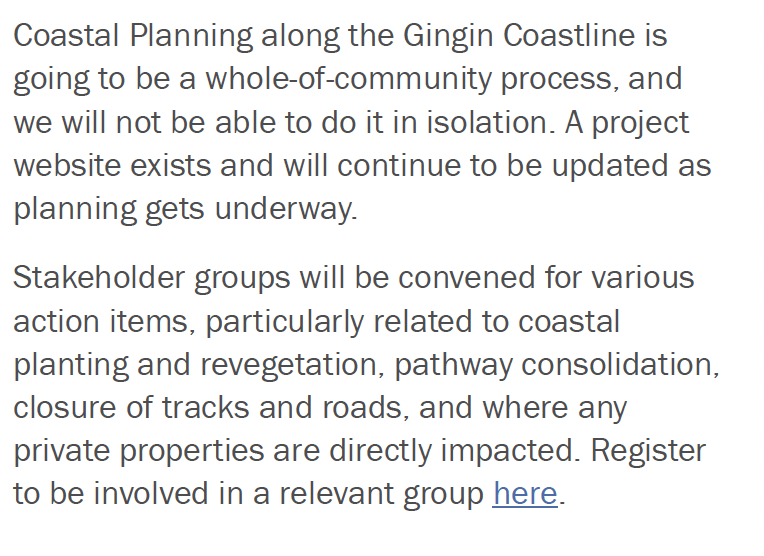 Coastal Planning along the Gingin Coastline is
going to be a whole-of-community process, and
we will not be able to do it in isolation. A project
website exists and will continue to be updated as
planning gets underway.
Stakeholder groups will be convened for various
action items, particularly related to coastal
planting and revegetation, pathway consolidation,
closure of tracks and roads, and where any
private properties are directly impacted. Register
to be involved in a relevant group here.